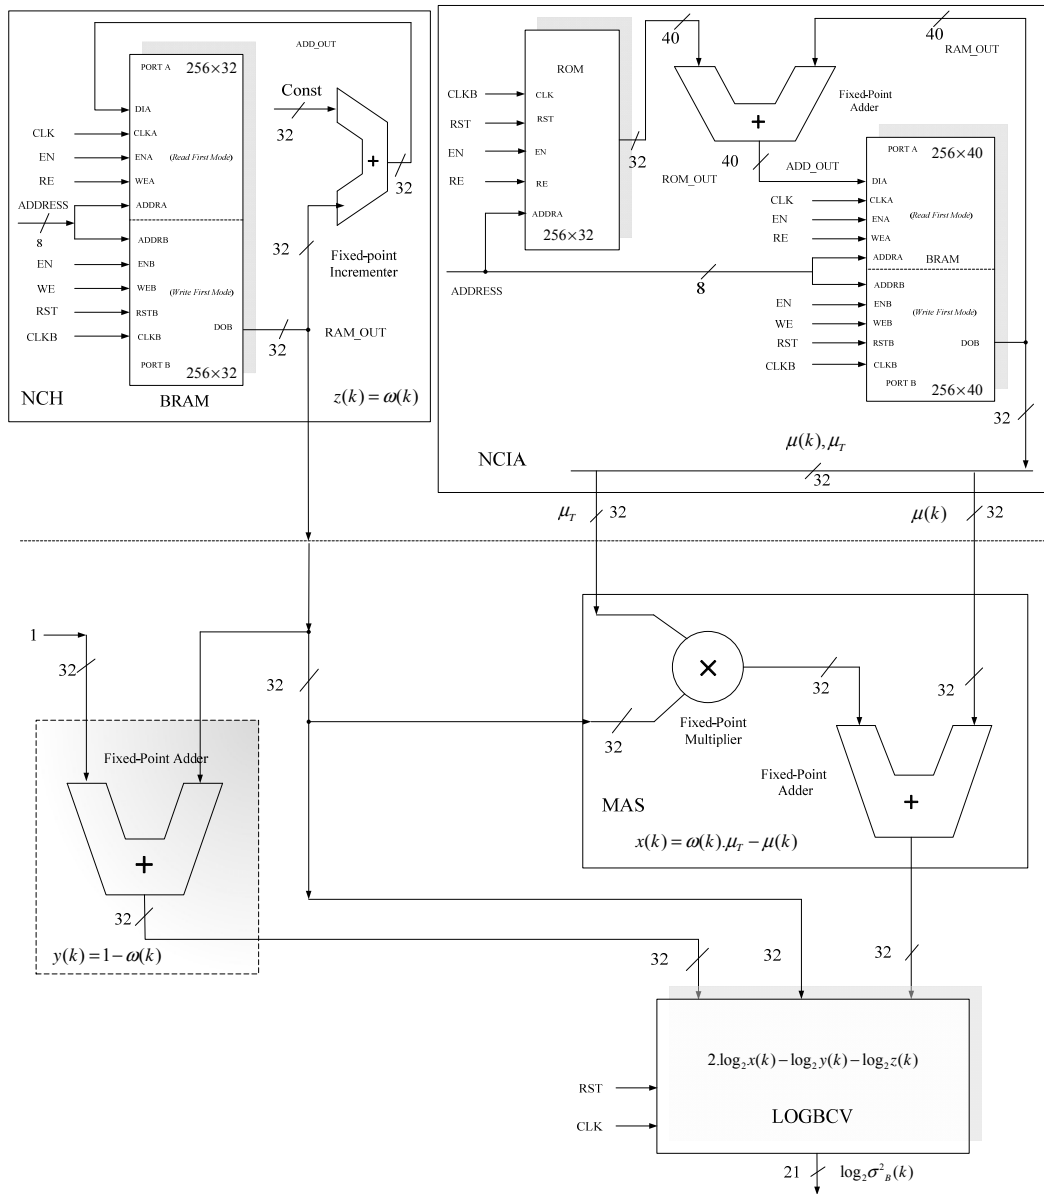 ADD_OUT
PORT A
256×32
DIA
Const
32
CLK
CLKA
EN
ENA
(Read First Mode)
RE
WEA
+
32
ADDRESS
8
ADDRA
ADDRB
EN
ENB
WE
WEB
(Write First Mode)
RST
RSTB
CLKB
CLKB
DOB
32
Fixed-point
Incrementer
32
RAM_OUT
PORT B
256×32
NCH
BRAM
z(k) = ω(k)
40
40
RAM_OUT
ROM
CLKB
CLK
RST
RST
EN
EN
RE
RE
ADDRA
256×32
32
Fixed-Point
Adder
+
40
ROM_OUT
ADD_OUT
PORT A
256×40
DIA
CLK
CLKA
EN
ENA
(Read First Mode)
RE
WEA
ADDRA
BRAM
ADDRB
ADDRESS
8
EN
ENB
WE
WEB
(Write First Mode)
RST
RSTB
DOB
CLKB
CLKB
PORT B
256×40
32
NCIA
μ(k), μT
32
μT
32
μ(k)
32
1
32
32
×
32
32
32
Fixed-Point
Multiplier
Fixed-Point Adder
Fixed-Point
Adder
+
MAS
x(k) = ω(k).μT − μ(k)
+
32
y(k) = 1 − ω(k)
32
32
32
2.log2x(k) − log2y(k) − log2z(k)
RST
LOGBCV
CLK
21
log2σ²B(k)